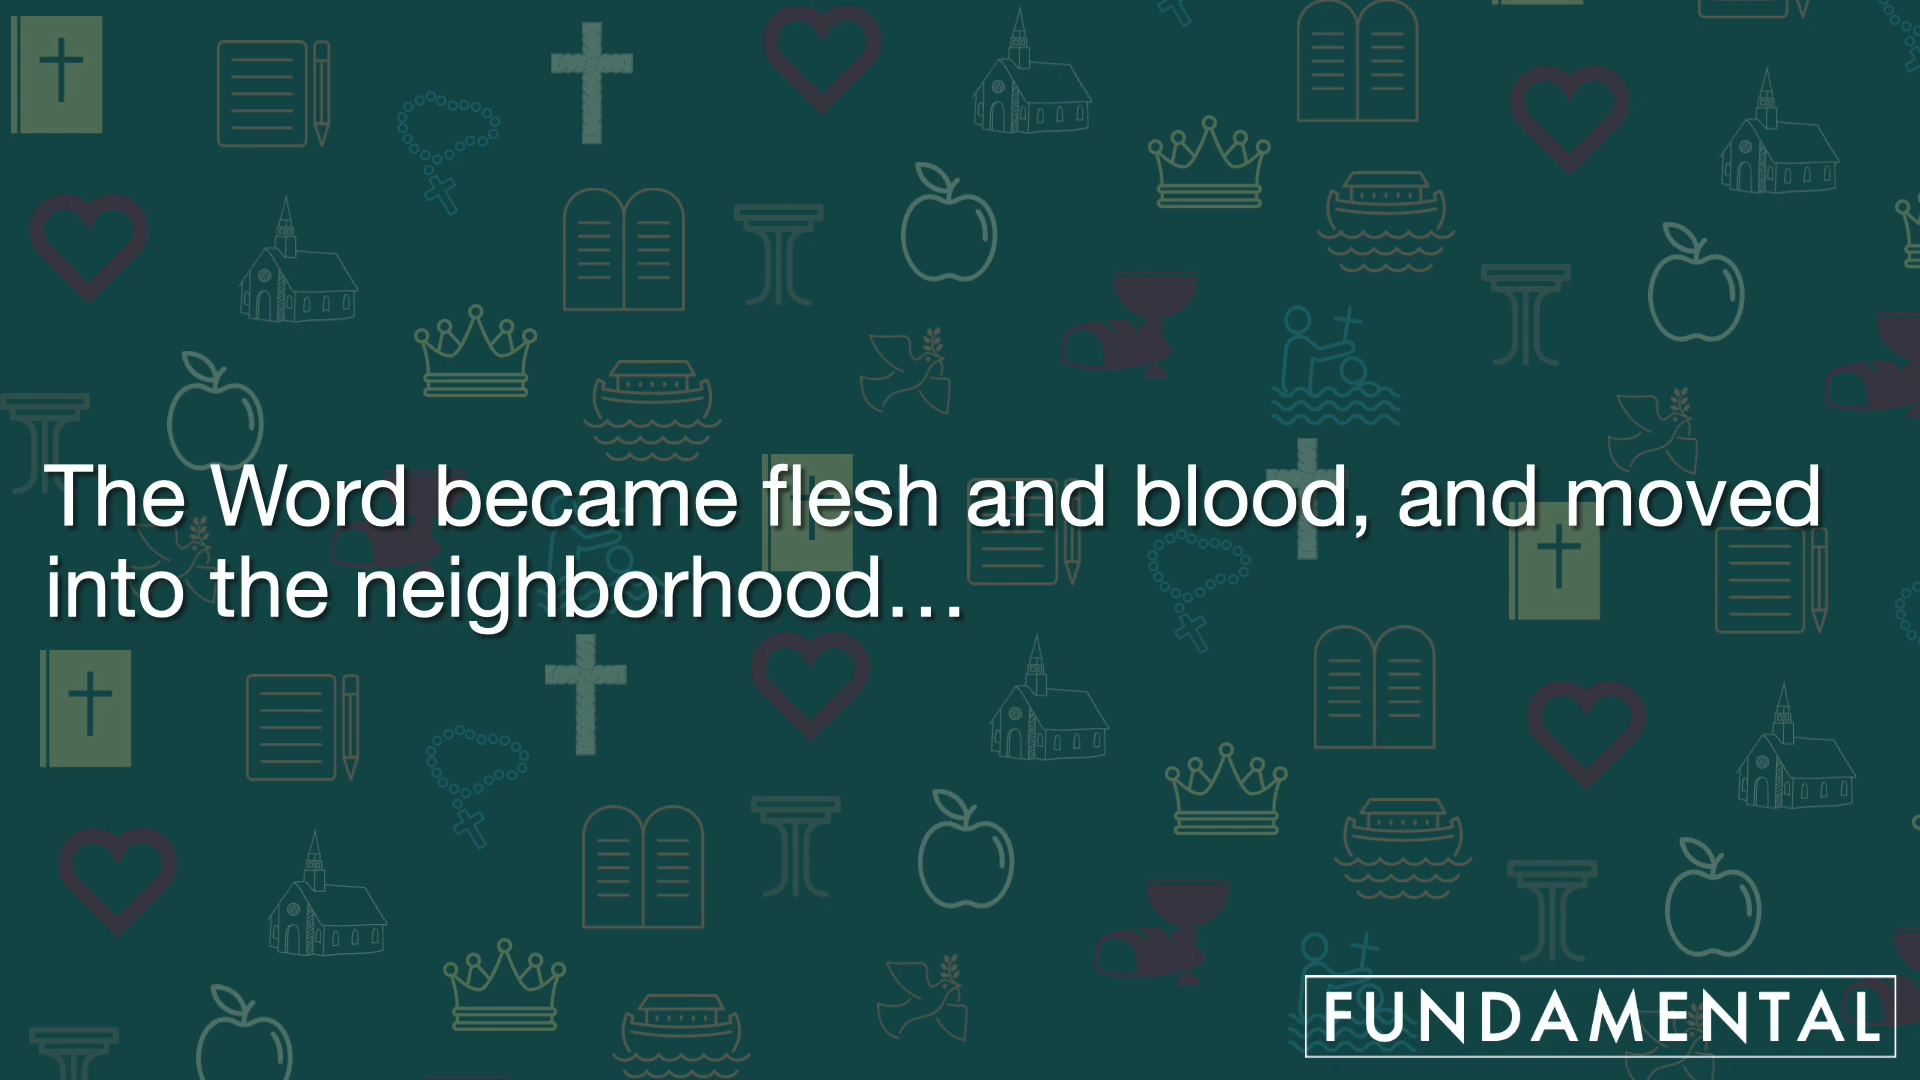 The Word became flesh and blood, and moved
into the neighborhood…
FUNDAMENTAL